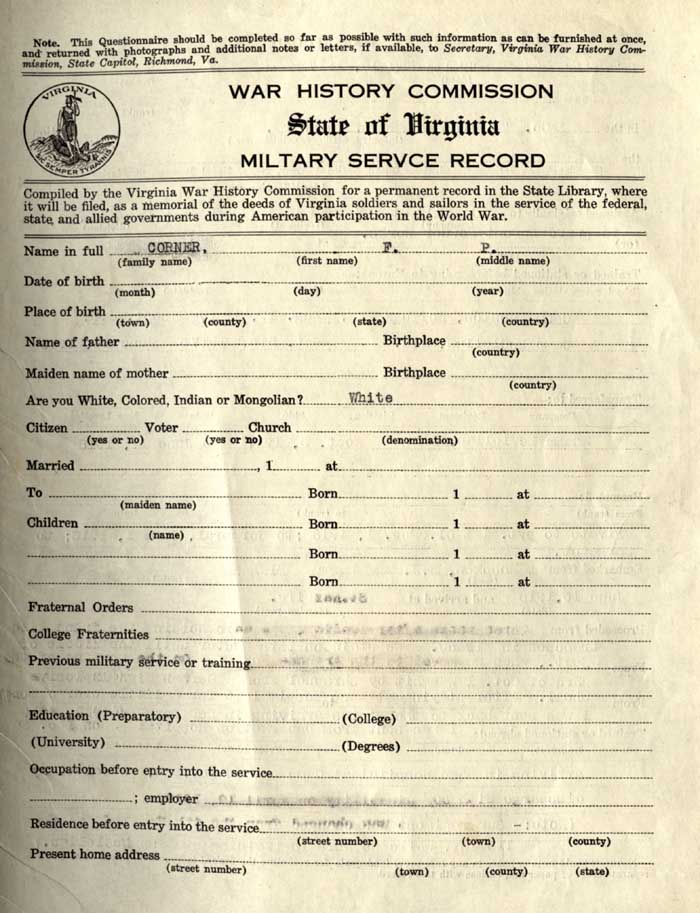 Note. This Questionnaire should be completed so far as possible with such information as can be furnished at once,
and returned with photographs and additional notes or letters, if available, to Secretary, Virginia War History Com-
mission, State Capitol, Richmond, Va.
VIRGINIA
SIC SEMPER TYRANNIS
WAR HISTORY COMMISSION
State of Virginia
MILTARY SERVCE RECORD
Compiled by the Virginia War History Commission for a permanent record in the State Library, where
it will be filed, as a memorial of the deeds of Virginia soldiers and sailors in the service of the federal,
state, and allied governments during American participation in the World War.
Name in full CORNER, F. P.
(family name) (first name) (middle name)
Date of birth
(month) (day) (year)
Place of birth
(town) (county) (state) (country)
Name of father Birthplace
(country)
Maiden name of mother Birthplace
(country)
Are you White, Colored, Indian or Mongolian? White
Citizen Voter Church
(yes or no) (yes or no) (denomination)
Married , 1 at
To Born 1 at
(maiden name)
Children Born 1 at
(name)
Born 1 at
Born 1 at
Fraternal Orders
College Fraternities
Previous military service or training
Education (Preparatory) (College)
(University) (Degrees)
Occupation before entry into the service
; employer
Residence before entry into the service
(street number) (town) (county)
Present home address
(street number) (town) (county) (state)